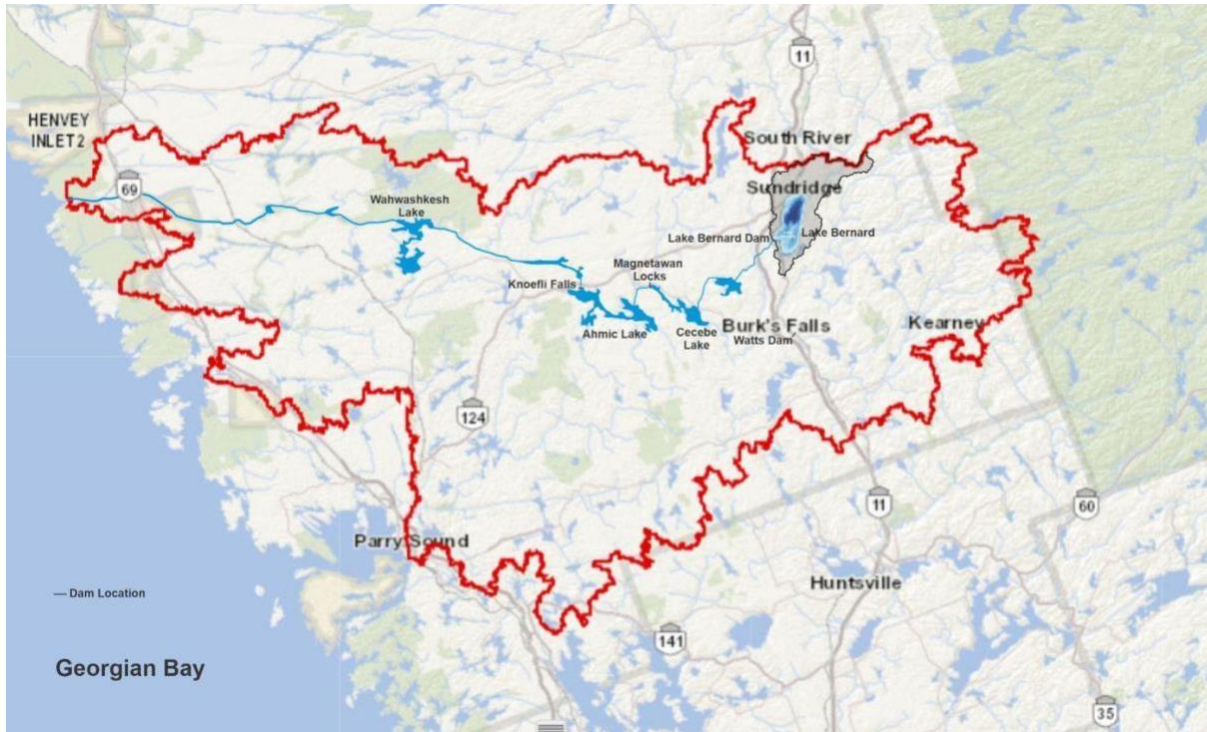 11
HENVEY
INLET 2
South River
69
Sundridge
Wahwashkesh
Lake
Lake Bernard
Lake Bernard Dam
Magnetawan
Locks
Knoefli Falls
Ahmic Lake
Cecebe
Lake
Burk's Falls
Watts Dam
Kearney
124
11
60
Parry Sound
Huntsville
Dam Location
141
Georgian Bay
35